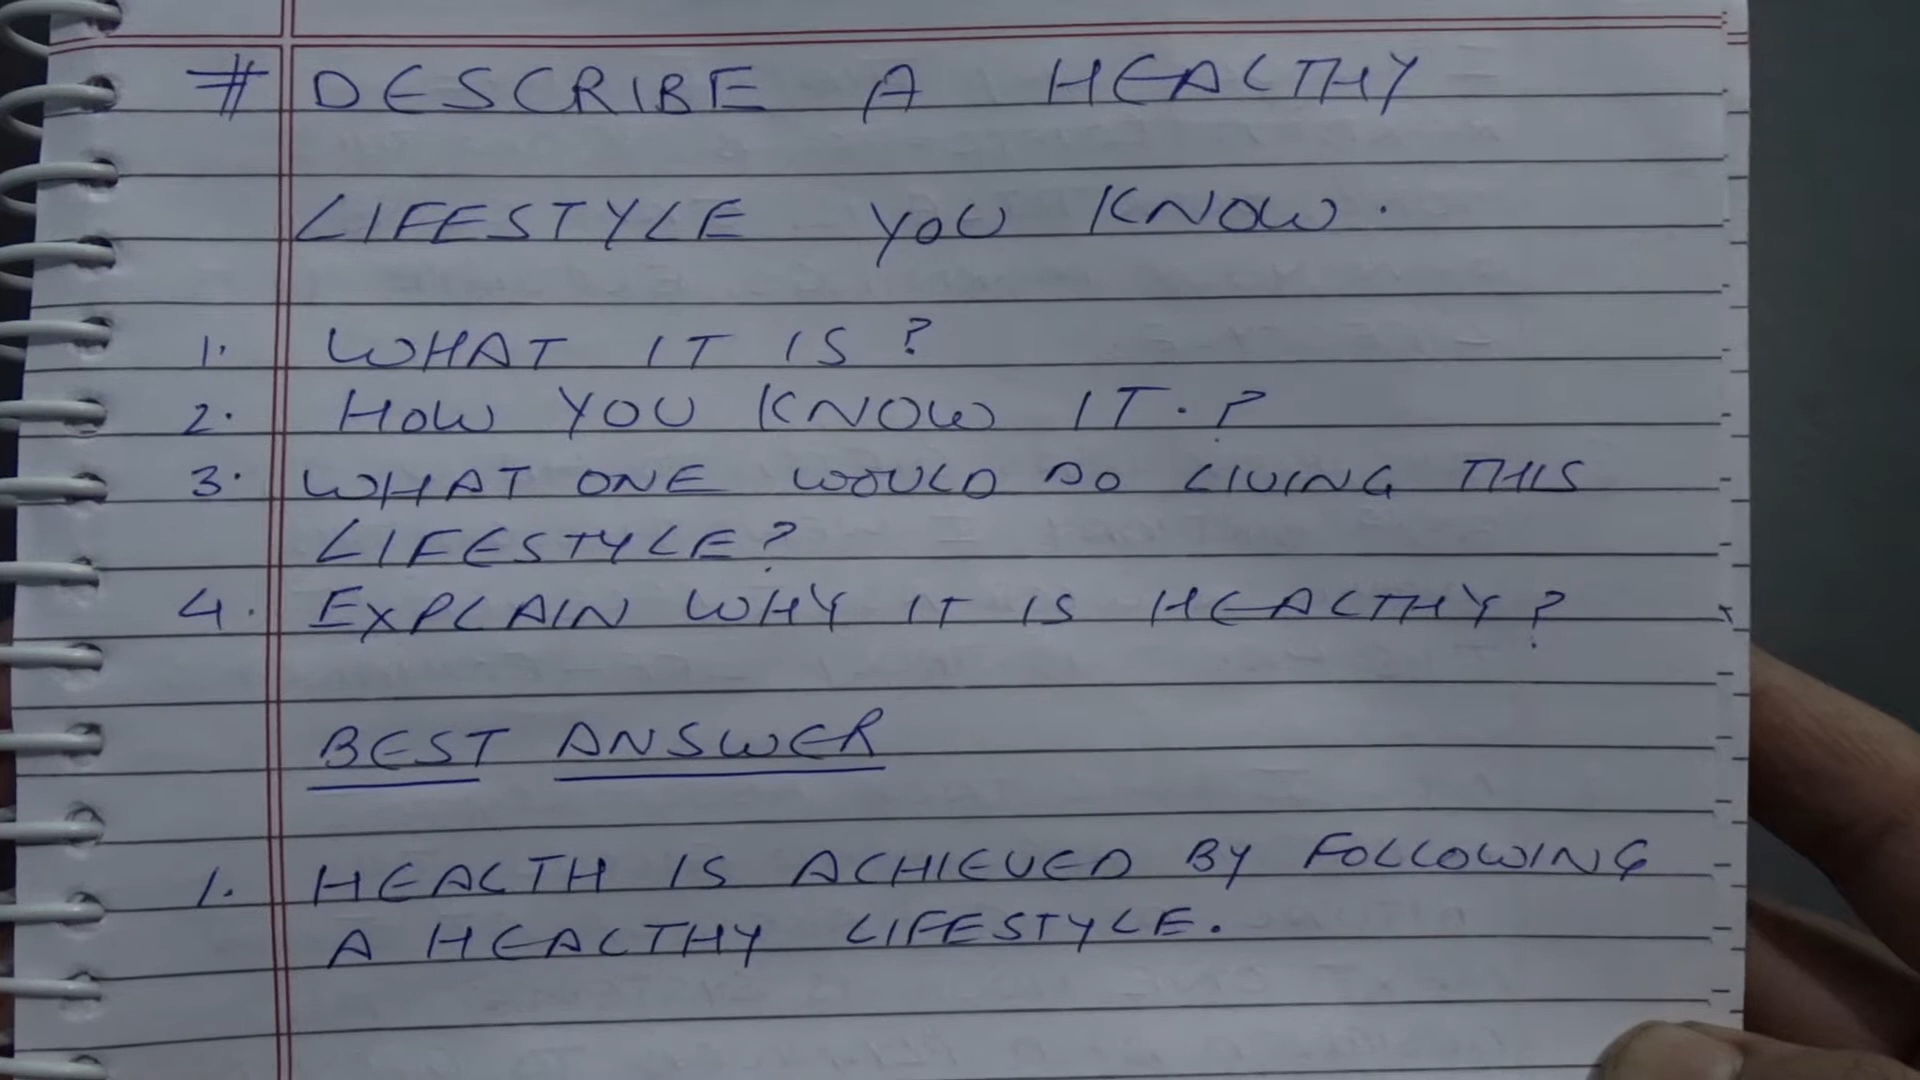 # DESCRIBE A HEALTHY
LIFESTYLE YOU KNOW.
1. WHAT IT IS?
2. HOW YOU KNOW IT.?
3. WHAT ONE WOULD DO LIVING THIS
LIFESTYLE?
4. EXPLAIN WHY IT IS HEALTHY?
BEST ANSWER
1. HEALTH IS ACHIEVED BY FOLLOWING
A HEALTHY LIFESTYLE.